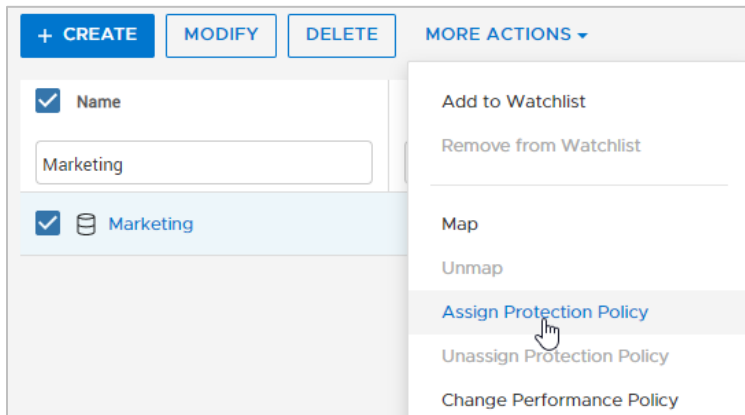 + CREATE MODIFY DELETE MORE ACTIONS
Name
Marketing
Marketing
Add to Watchlist
Remove from Watchlist
Map
Unmap
Assign Protection Policy
Unassign Protection Policy
Change Performance Policy